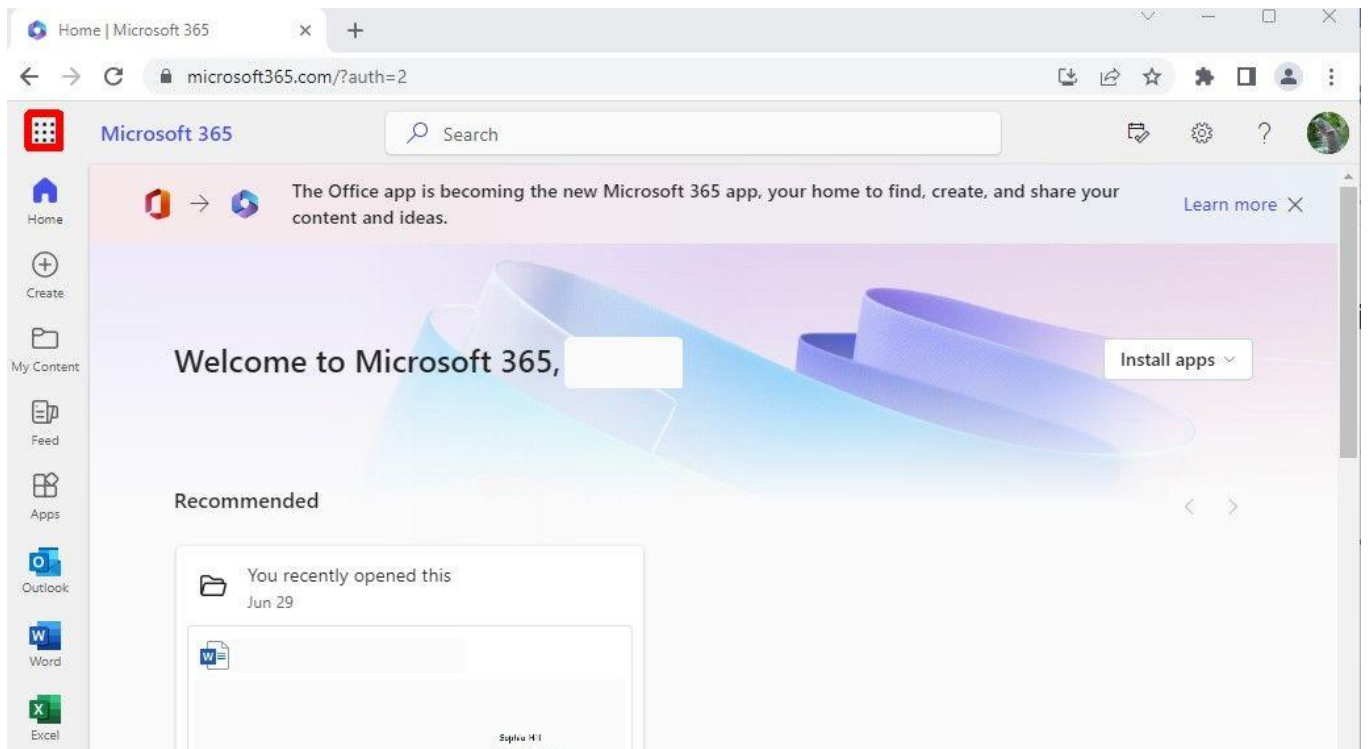 Home | Microsoft 365
microsoft365.com/?auth=2
Microsoft 365
Search
The Office app is becoming the new Microsoft 365 app, your home to find, create, and share your
content and ideas.
Learn more
Home
Create
My Content
Feed
Apps
Outlook
Word
Excel
Welcome to Microsoft 365,
Install apps
Recommended
You recently opened this
Jun 29
Sophia Hill